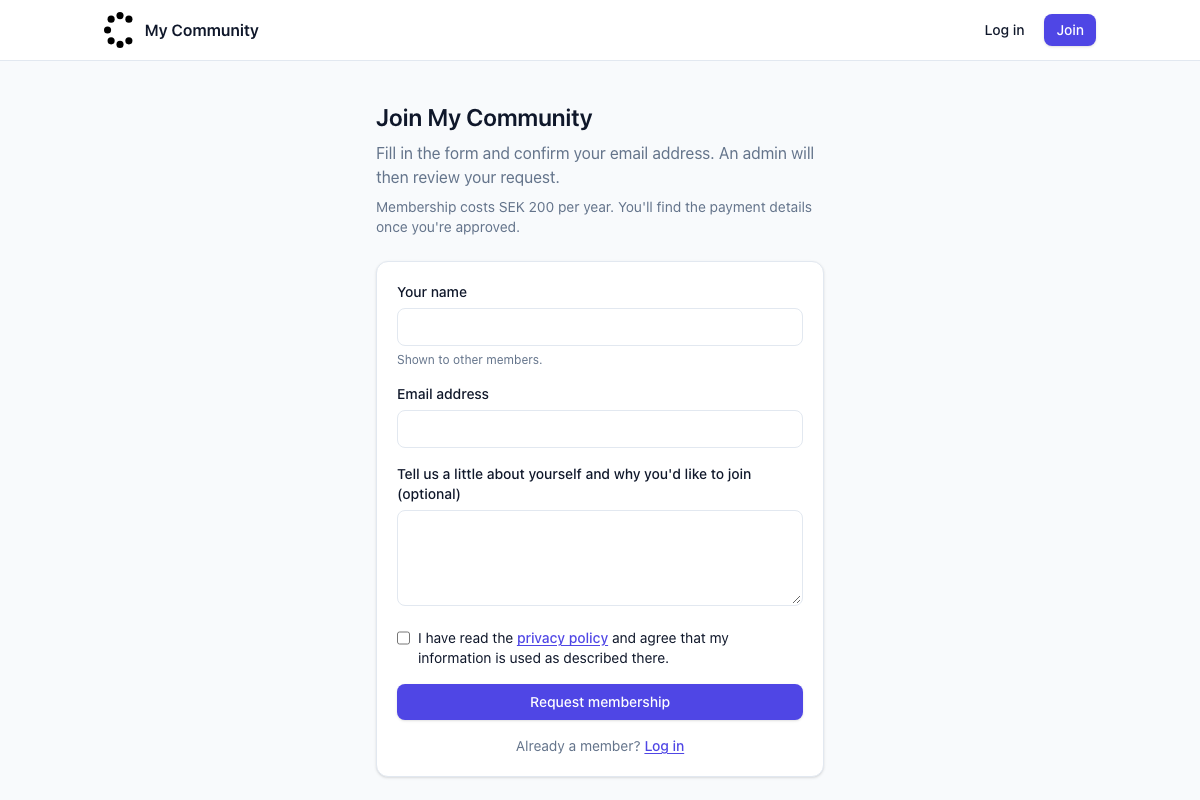 My Community
Log in
Join
Join My Community
Fill in the form and confirm your email address. An admin will
then review your request.
Membership costs SEK 200 per year. You'll find the payment details
once you're approved.
Your name
Shown to other members.
Email address
Tell us a little about yourself and why you'd like to join
(optional)
I have read the privacy policy and agree that my
information is used as described there.
Request membership
Already a member? Log in